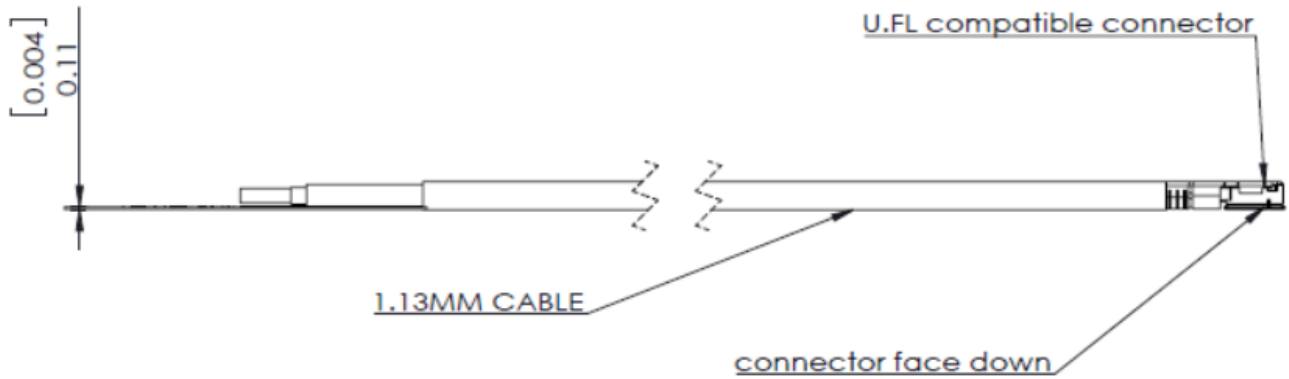 [0.004]
0.11
U.FL compatible connector
1.13MM CABLE
connector face down